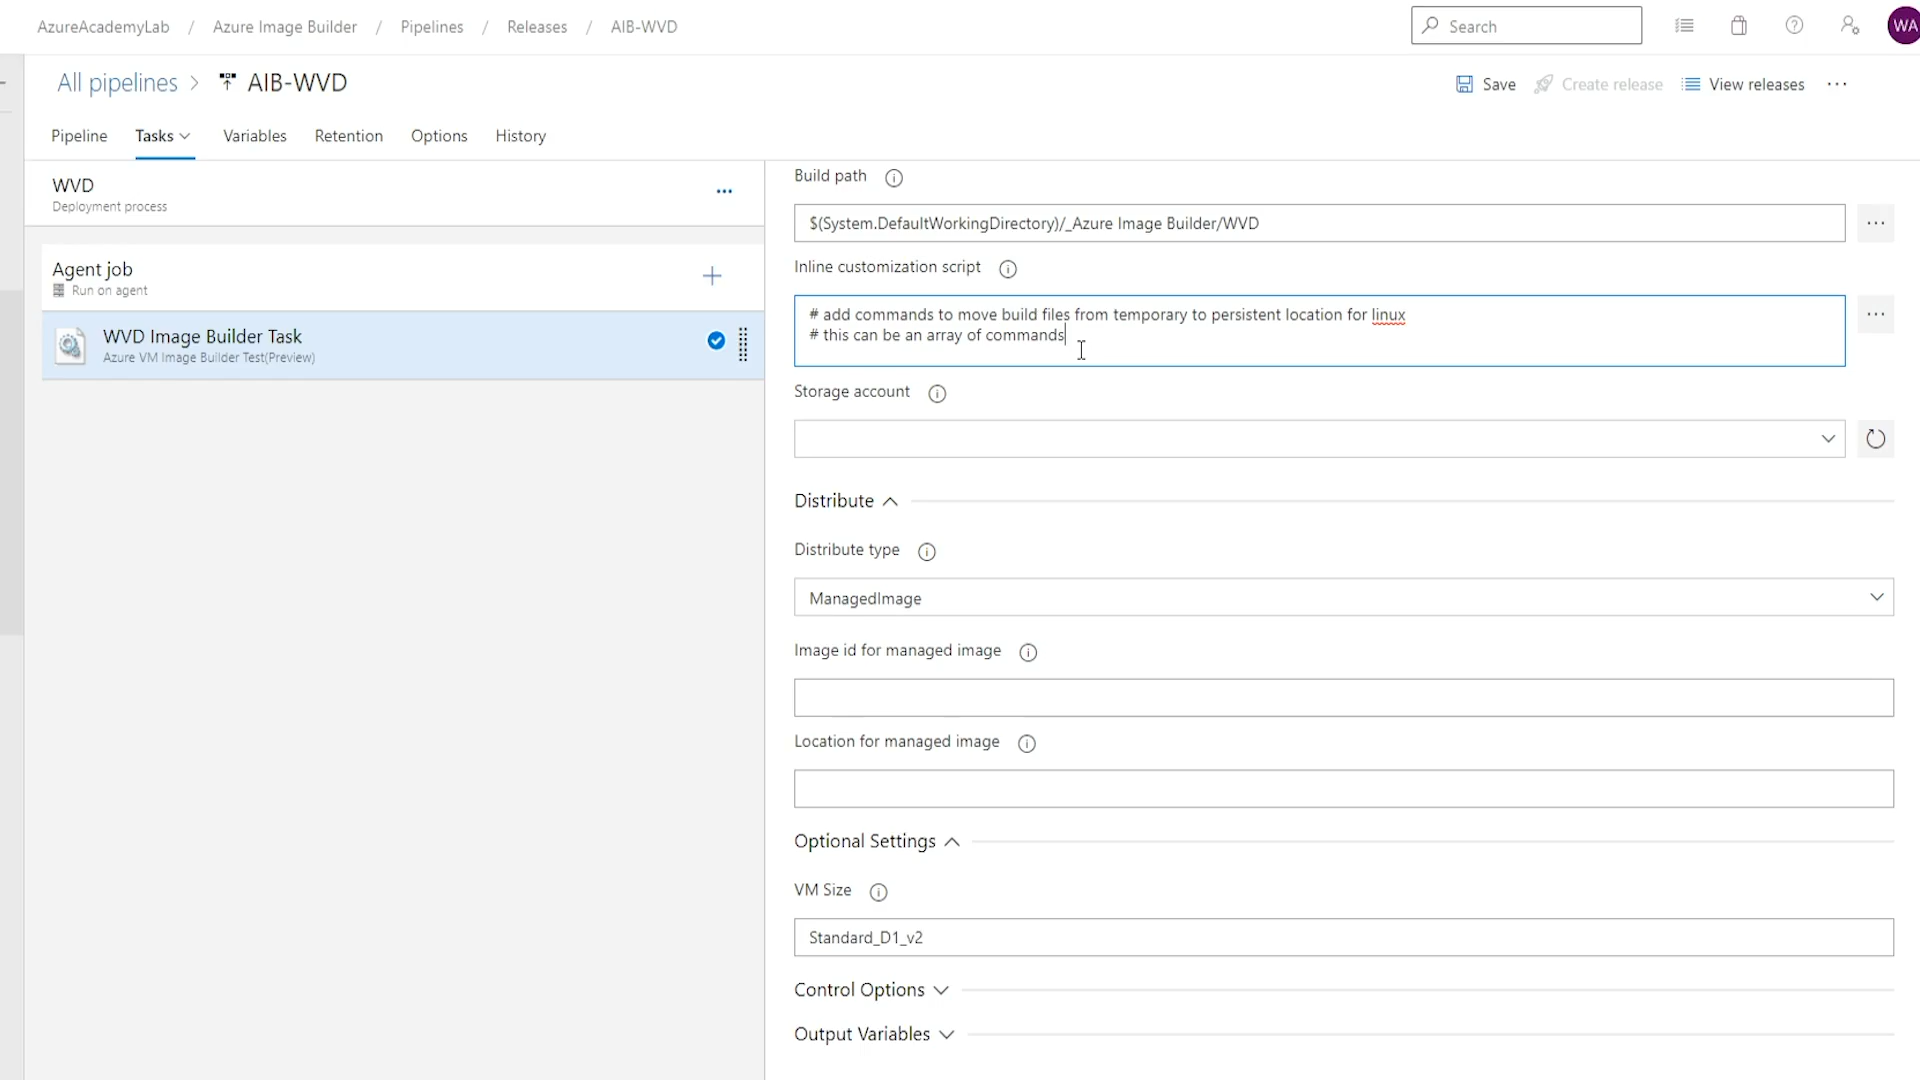 AzureAcademyLab / Azure Image Builder / Pipelines / Releases / AIB-WVD
Search
WA
All pipelines > AIB-WVD
Save Create release View releases ...
Pipeline Tasks Variables Retention Options History
WVD
Deployment process
...
Agent job
Run on agent
+
WVD Image Builder Task
Azure VM Image Builder Test(Preview)
Build path
$(System.DefaultWorkingDirectory)/_Azure Image Builder/WVD
...
Inline customization script
# add commands to move build files from temporary to persistent location for linux
# this can be an array of commands
...
Storage account
Distribute
Distribute type
ManagedImage
Image id for managed image
Location for managed image
Optional Settings
VM Size
Standard_D1_v2
Control Options
Output Variables